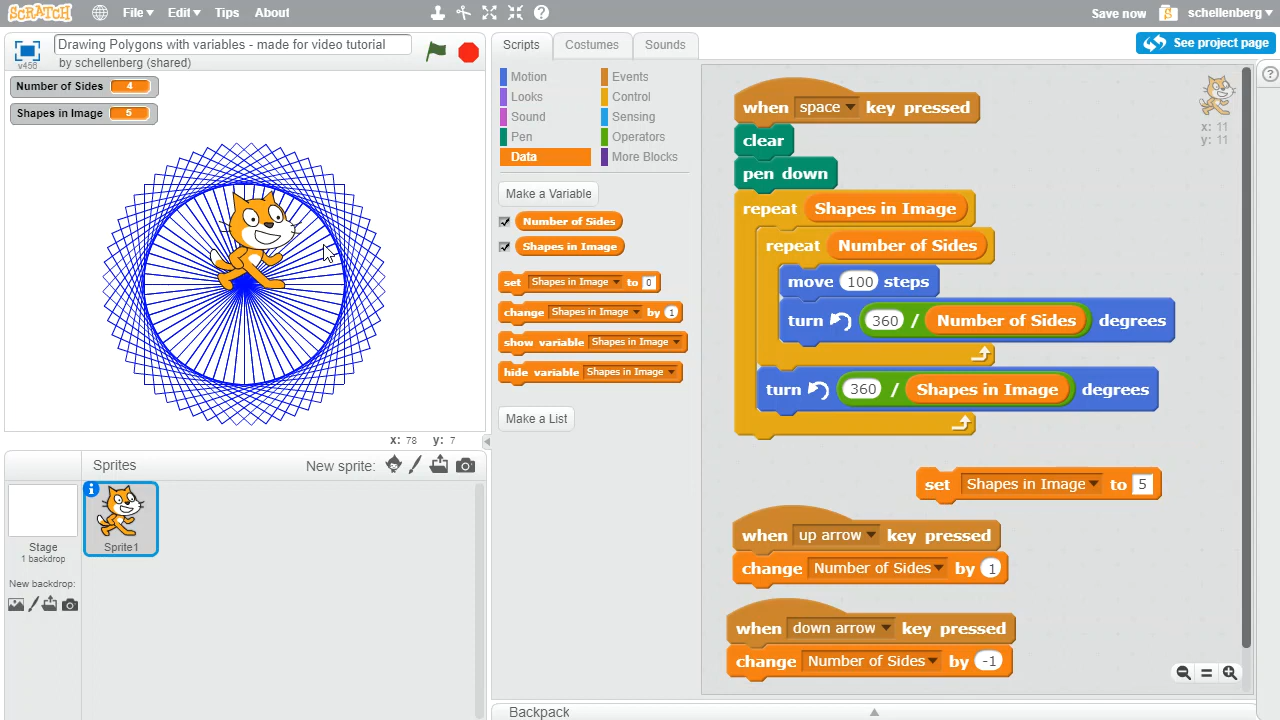 SCRATCH File▾ Edit▾ Tips About Save now schellenberg▾
v456 Drawing Polygons with variables - made for video tutorial
by schellenberg (shared)
Scripts Costumes Sounds See project page
Number of Sides 4
Shapes in Image 5
Motion Events
Looks Control
Sound Sensing
Pen Operators
Data More Blocks
Make a Variable
Number of Sides
Shapes in Image
set Shapes in Image▾ to 0
change Shapes in Image▾ by 1
show variable Shapes in Image▾
hide variable Shapes in Image▾
Make a List
when space▾ key pressed
clear
pen down
repeat Shapes in Image
repeat Number of Sides
move 100 steps
turn 360 / Number of Sides degrees
turn 360 / Shapes in Image degrees
set Shapes in Image▾ to 5
when up arrow▾ key pressed
change Number of Sides▾ by 1
when down arrow▾ key pressed
change Number of Sides▾ by -1
x: 11
y: 11
?
x: 78 y: 7
Sprites New sprite:
Stage
1 backdrop
Sprite1
New backdrop:
Backpack